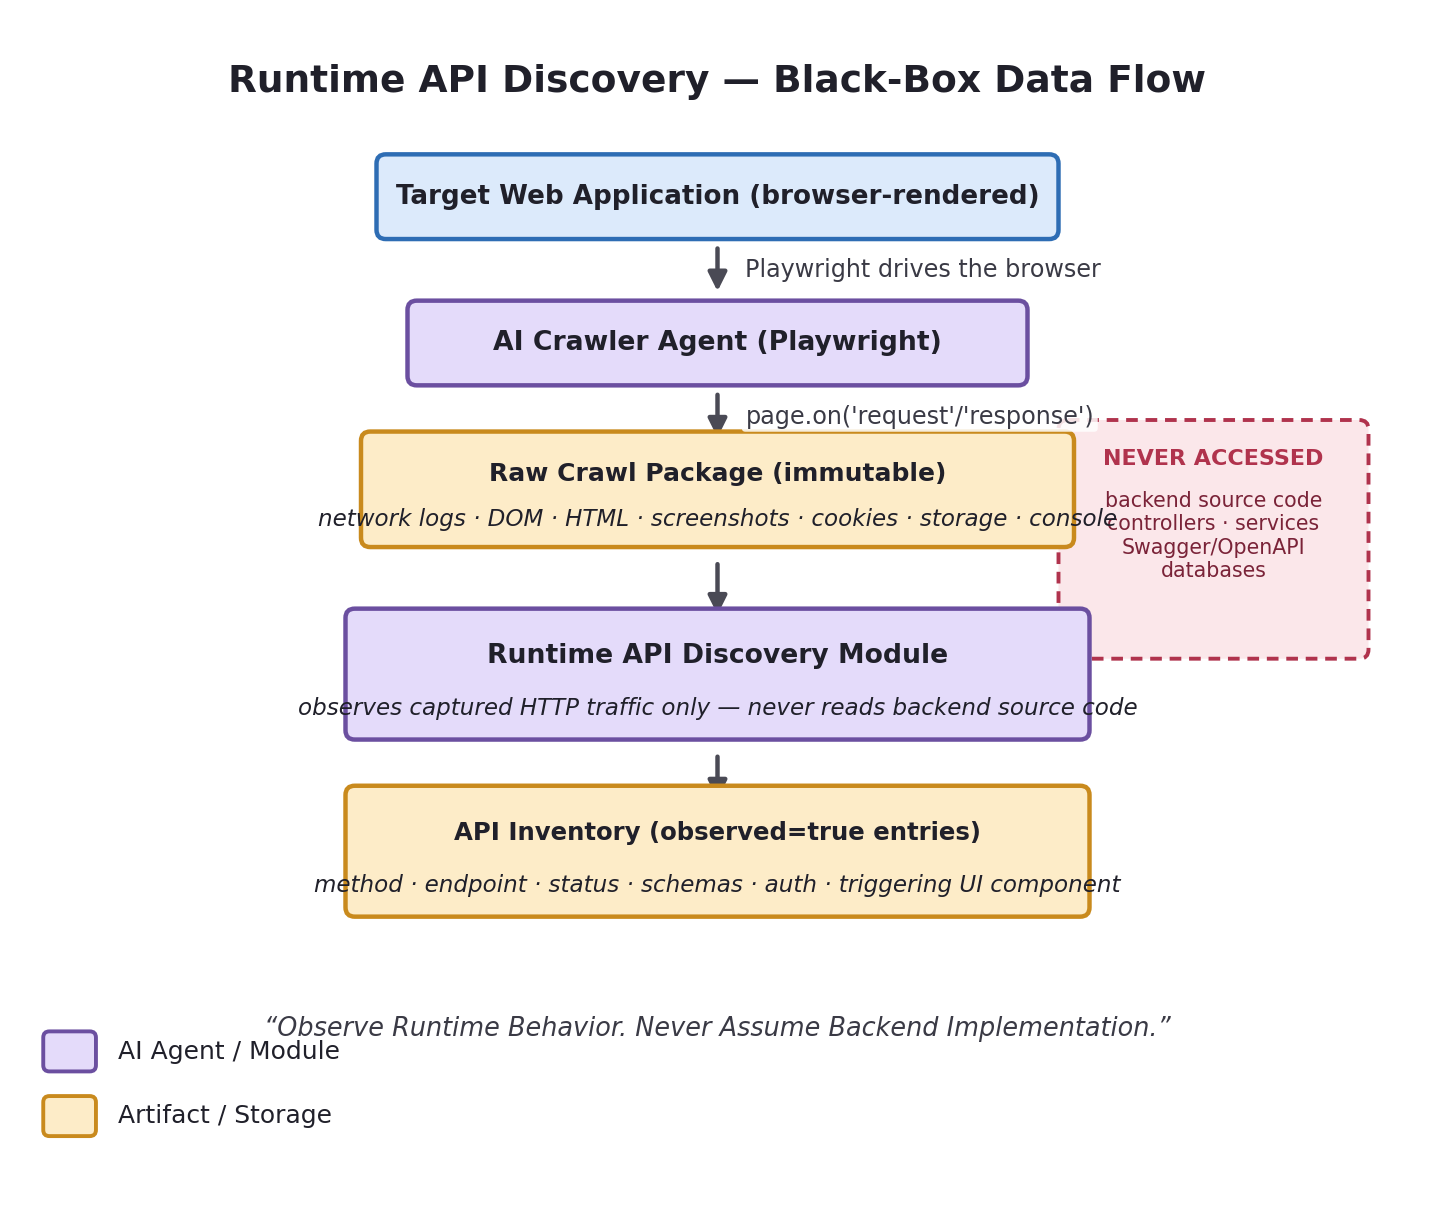 Runtime API Discovery — Black-Box Data Flow
Target Web Application (browser-rendered)
Playwright drives the browser
AI Crawler Agent (Playwright)
page.on('request'/'response')
Raw Crawl Package (immutable)
network logs · DOM · HTML · screenshots · cookies · storage · console
NEVER ACCESSED
backend source code
controllers · services
Swagger/OpenAPI
databases
Runtime API Discovery Module
observes captured HTTP traffic only — never reads backend source code
API Inventory (observed=true entries)
method · endpoint · status · schemas · auth · triggering UI component
“Observe Runtime Behavior. Never Assume Backend Implementation.”
AI Agent / Module
Artifact / Storage